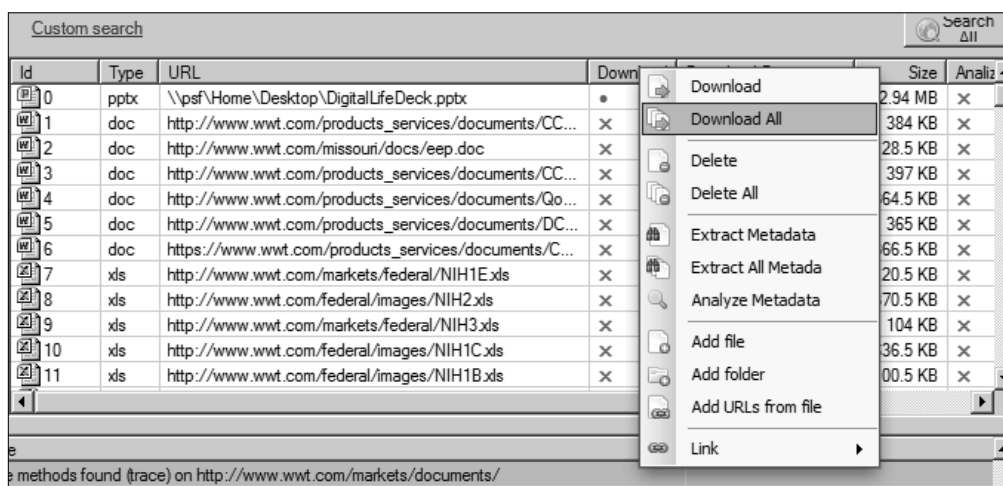 Custom search
Search
All
Id Type URL Down Size Analiz
0 pptx \\psf\Home\Desktop\DigitalLifeDeck.pptx 2.94 MB
1 doc http://www.wwt.com/products_services/documents/CC... 384 KB
2 doc http://www.wwt.com/missouri/docs/eep.doc 28.5 KB
3 doc http://www.wwt.com/products_services/documents/CC... 397 KB
4 doc http://www.wwt.com/products_services/documents/Qo... 64.5 KB
5 doc http://www.wwt.com/products_services/documents/DC... 365 KB
6 doc https://www.wwt.com/products_services/documents/C... 66.5 KB
7 xls http://www.wwt.com/markets/federal/NIH1E.xls 20.5 KB
8 xls http://www.wwt.com/federal/images/NIH2.xls 70.5 KB
9 xls http://www.wwt.com/markets/federal/NIH3.xls 104 KB
10 xls http://www.wwt.com/federal/images/NIH1C.xls 36.5 KB
11 xls http://www.wwt.com/federal/images/NIH1B.xls 00.5 KB
Download
Download All
Delete
Delete All
Extract Metadata
Extract All Metada
Analyze Metadata
Add file
Add folder
Add URLs from file
Link
e methods found (trace) on http://www.wwt.com/markets/documents/